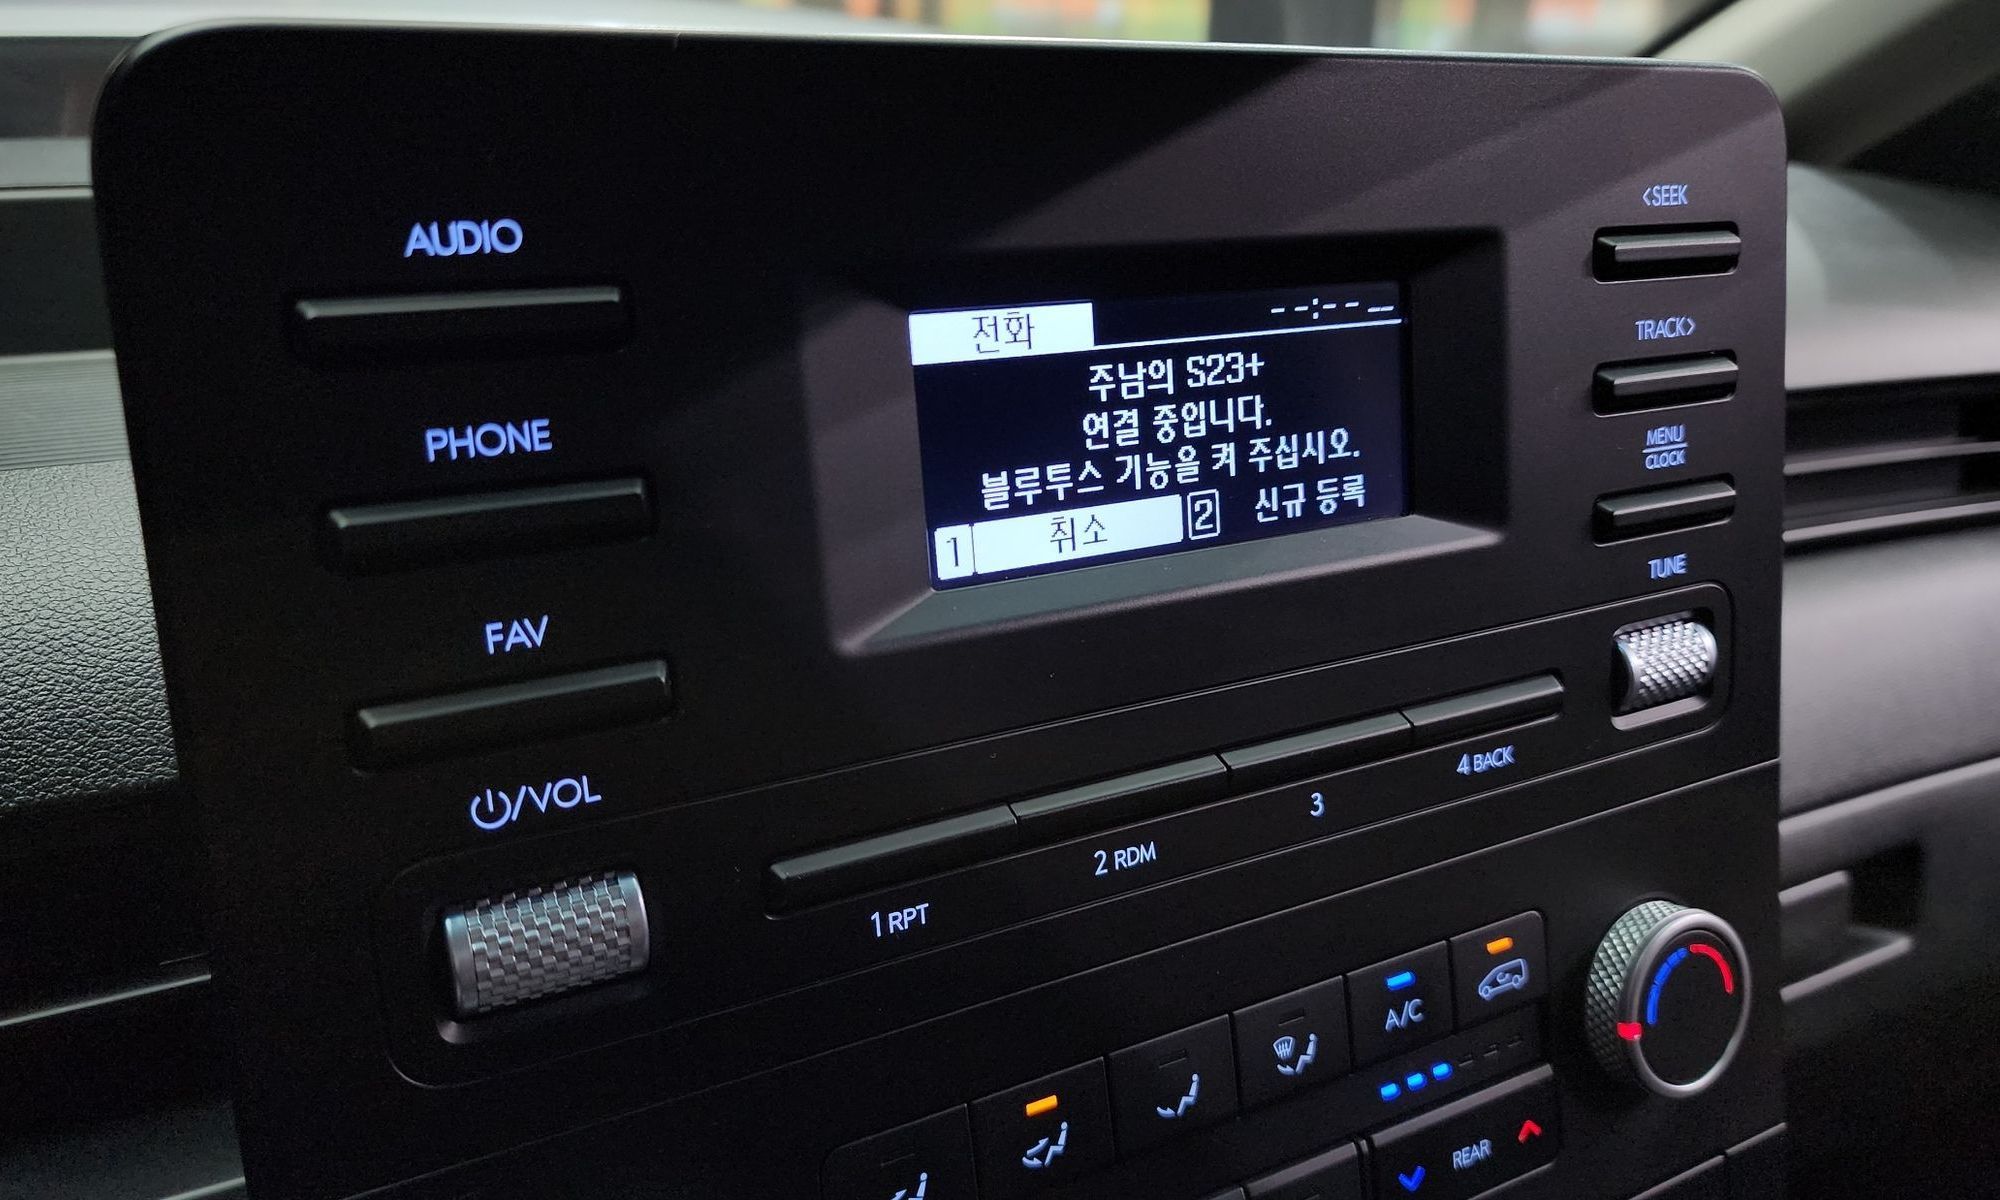 AUDIO
<SEEK
전화
--:-- --
TRACK>
주남의 S23+
연결 중입니다.
블루투스 기능을 켜 주십시오.
1 취소 2 신규 등록
PHONE
MENU
CLOCK
TUNE
FAV
/VOL
1 RPT
2 RDM
3
4 BACK
A/C
REAR